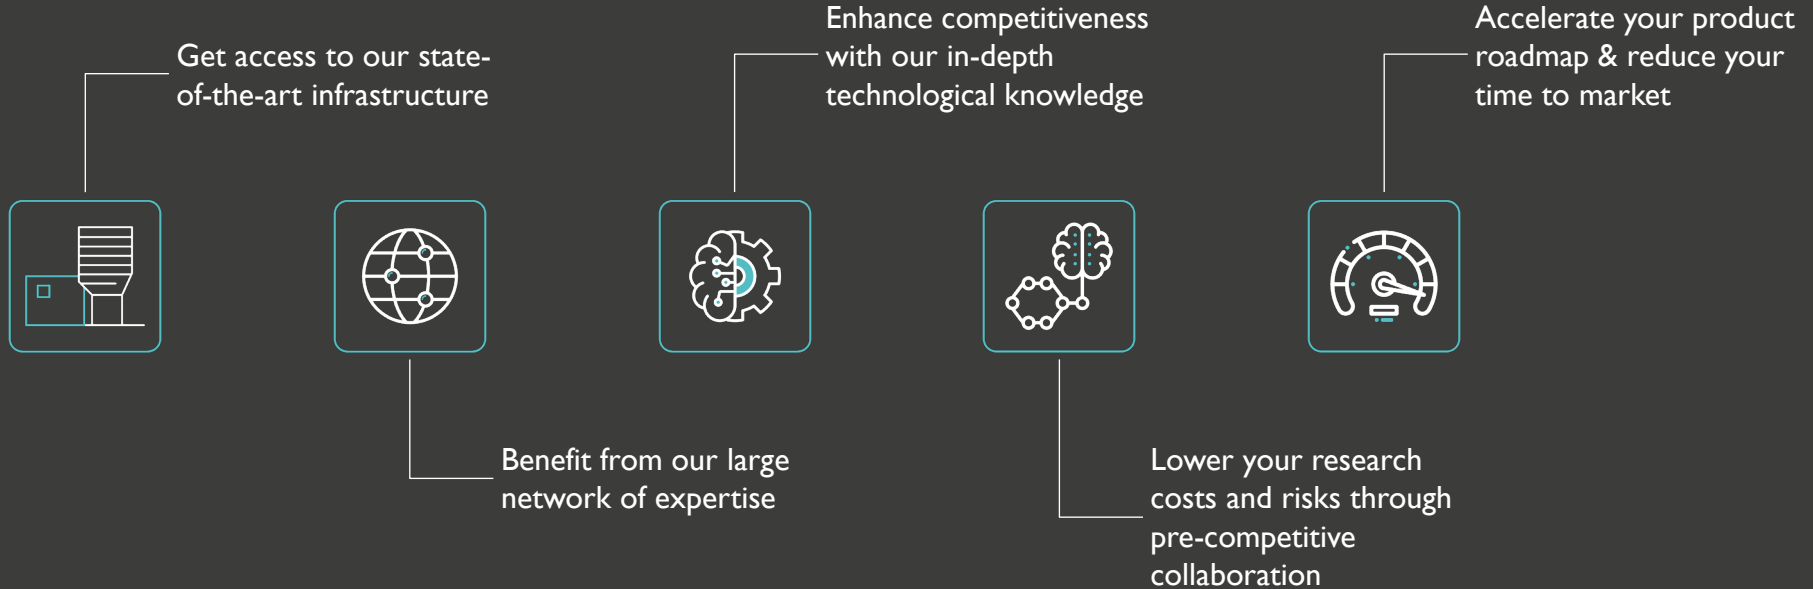 Get access to our state-
of-the-art infrastructure
Benefit from our large
network of expertise
Enhance competitiveness
with our in-depth
technological knowledge
Lower your research
costs and risks through
pre-competitive
collaboration
Accelerate your product
roadmap & reduce your
time to market